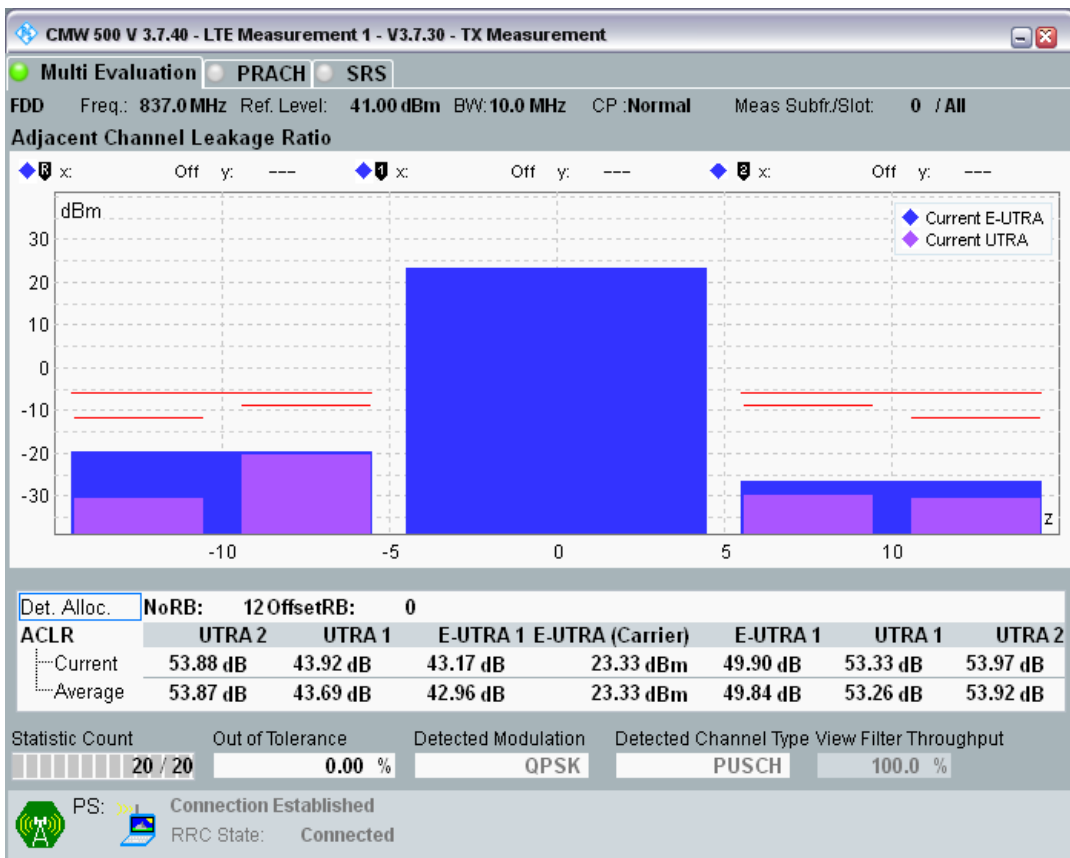 CMW 500 V 3.7.40 - LTE Measurement 1 - V3.7.30 - TX Measurement
Multi Evaluation PRACH SRS
FDD Freq.: 837.0 MHz Ref. Level: 41.00 dBm BW: 10.0 MHz CP :Normal Meas Subfr./Slot: 0 / All
Adjacent Channel Leakage Ratio
R x: Off y: --- 1 x: Off y: --- 2 x: Off y: ---
dBm
Current E-UTRA
Current UTRA
30
20
10
0
-10
-20
-30
z
-10 -5 0 5 10
Det. Alloc. NoRB: 12 OffsetRB: 0
ACLR UTRA 2 UTRA 1 E-UTRA 1 E-UTRA (Carrier) E-UTRA 1 UTRA 1 UTRA 2
Current 53.88 dB 43.92 dB 43.17 dB 23.33 dBm 49.90 dB 53.33 dB 53.97 dB
Average 53.87 dB 43.69 dB 42.96 dB 23.33 dBm 49.84 dB 53.26 dB 53.92 dB
Statistic Count Out of Tolerance Detected Modulation Detected Channel Type View Filter Throughput
20 / 20 0.00 % QPSK PUSCH 100.0 %
PS: Connection Established
RRC State: Connected